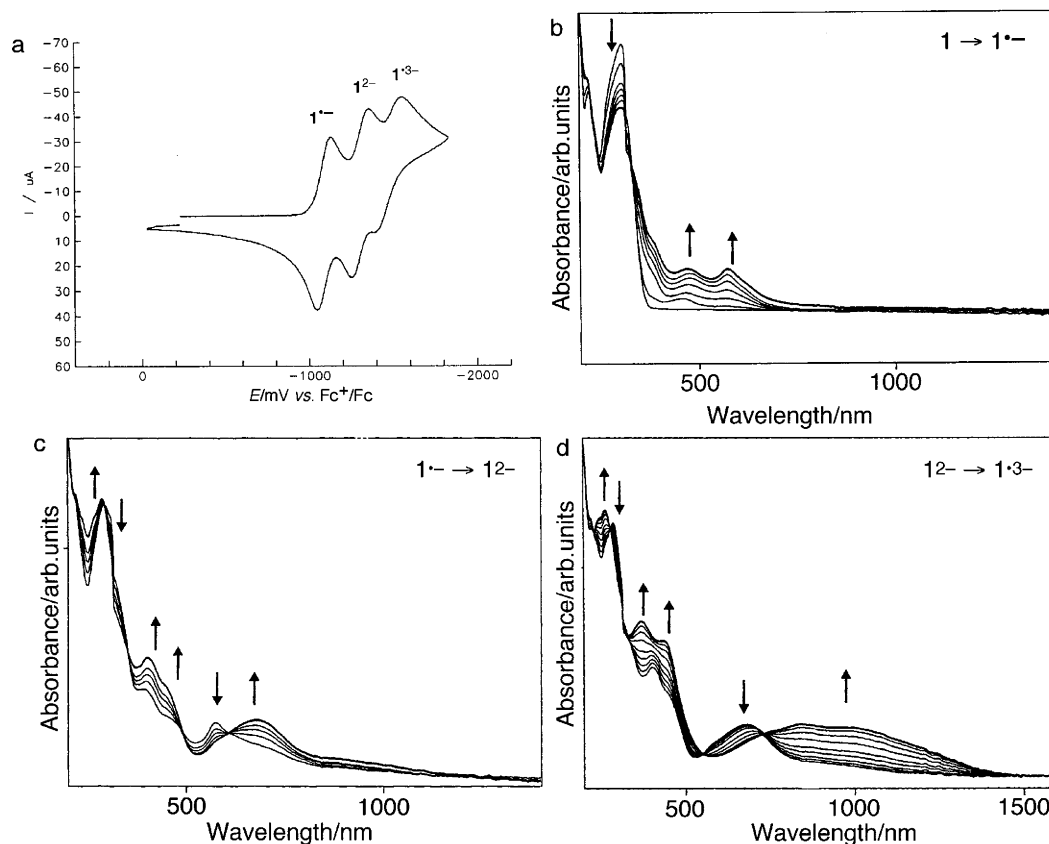 a
-70
-60
-50
-40
-30
-20
-10
0
10
20
30
40
50
60
I / uA
1•−
1²⁻
1•3−
0
-1000
-2000
E/mV vs. Fc⁺/Fc
b
1 → 1•−
Absorbance/arb.units
500
1000
Wavelength/nm
c
1•− → 1²⁻
Absorbance/arb.units
500
1000
Wavelength/nm
d
1²⁻ → 1•3−
Absorbance/arb.units
500
1000
1500
Wavelength/nm